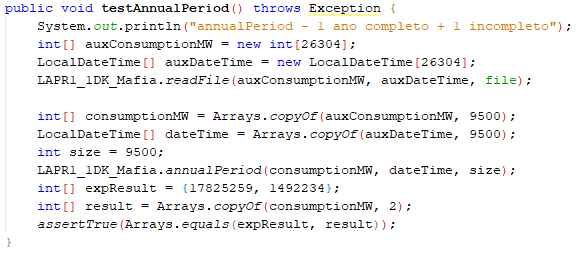 public void testAnnualPeriod() throws Exception {
System.out.println("annualPeriod - 1 ano completo + 1 incompleto");
int[] auxConsumptionMW = new int[26304];
LocalDateTime[] auxDateTime = new LocalDateTime[26304];
LAPR1_1DK_Mafia.readFile(auxConsumptionMW, auxDateTime, file);
int[] consumptionMW = Arrays.copyOf(auxConsumptionMW, 9500);
LocalDateTime[] dateTime = Arrays.copyOf(auxDateTime, 9500);
int size = 9500;
LAPR1_1DK_Mafia.annualPeriod(consumptionMW, dateTime, size);
int[] expResult = {17825259, 1492234};
int[] result = Arrays.copyOf(consumptionMW, 2);
assertTrue(Arrays.equals(expResult, result));
}